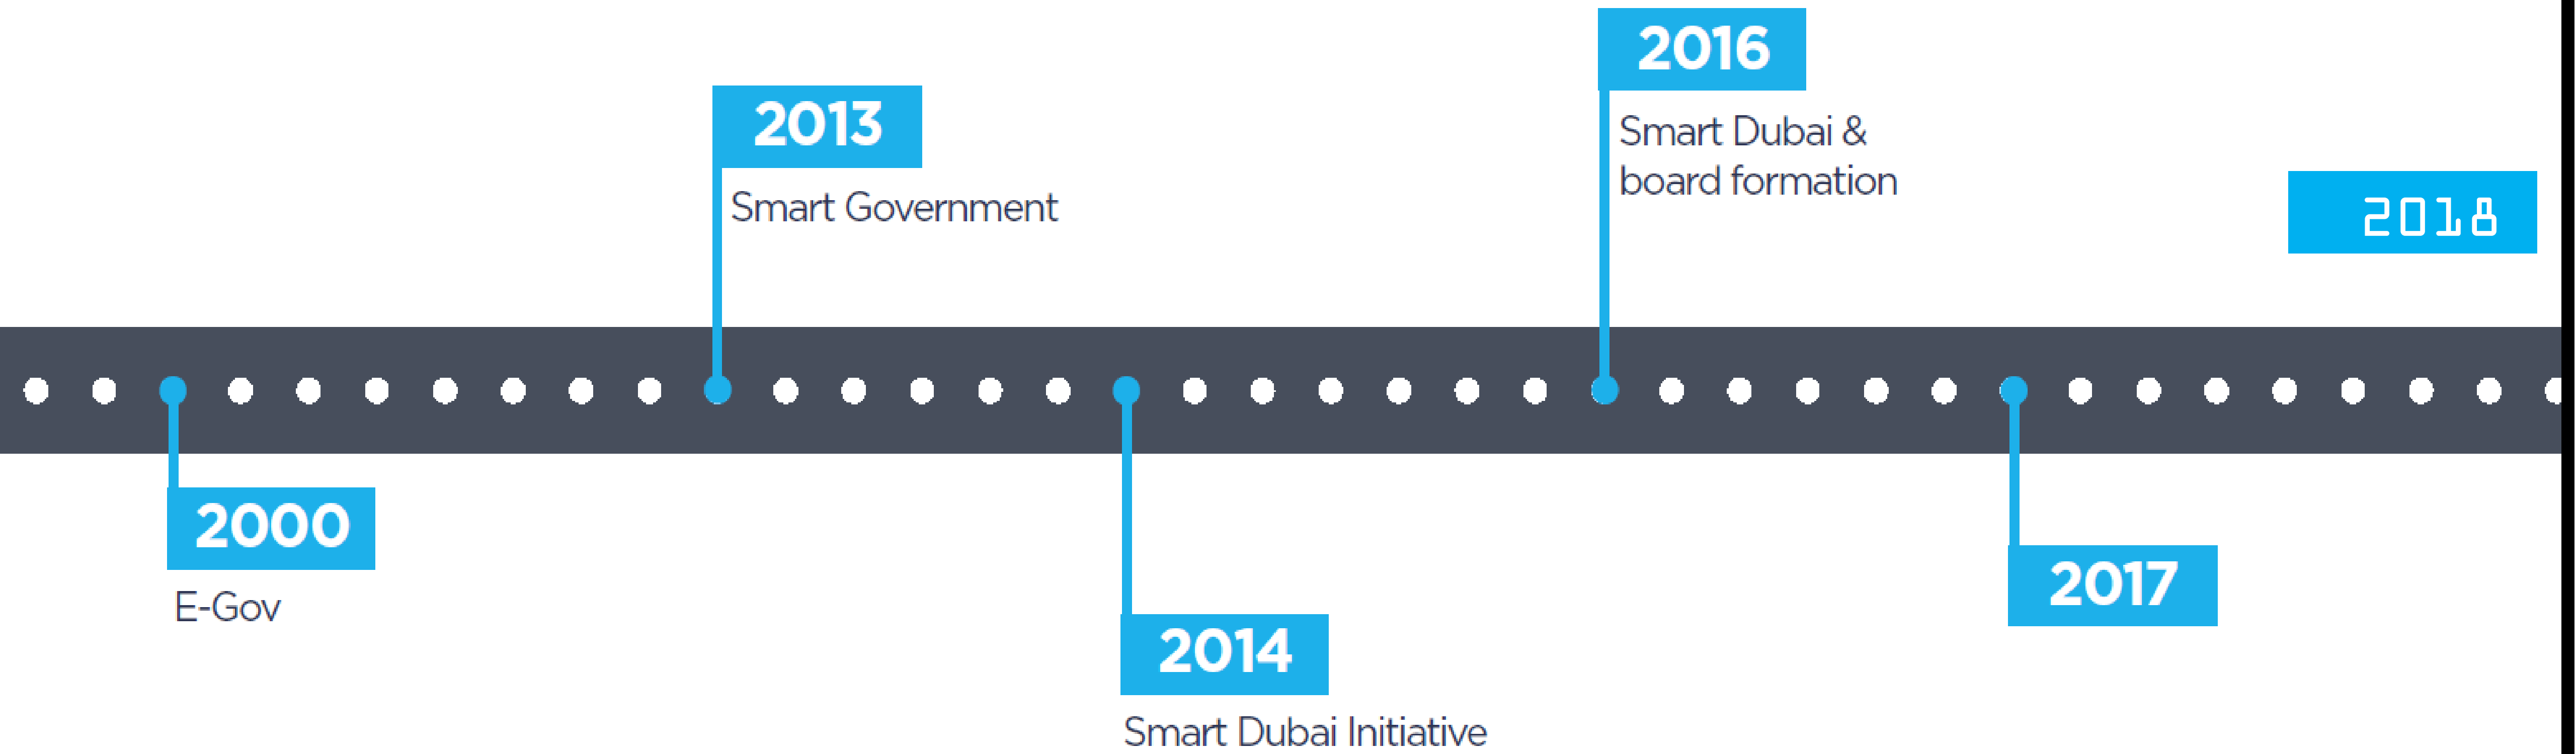 2000
E-Gov
2013
Smart Government
2014
Smart Dubai Initiative
2016
Smart Dubai &
board formation
2017
2018